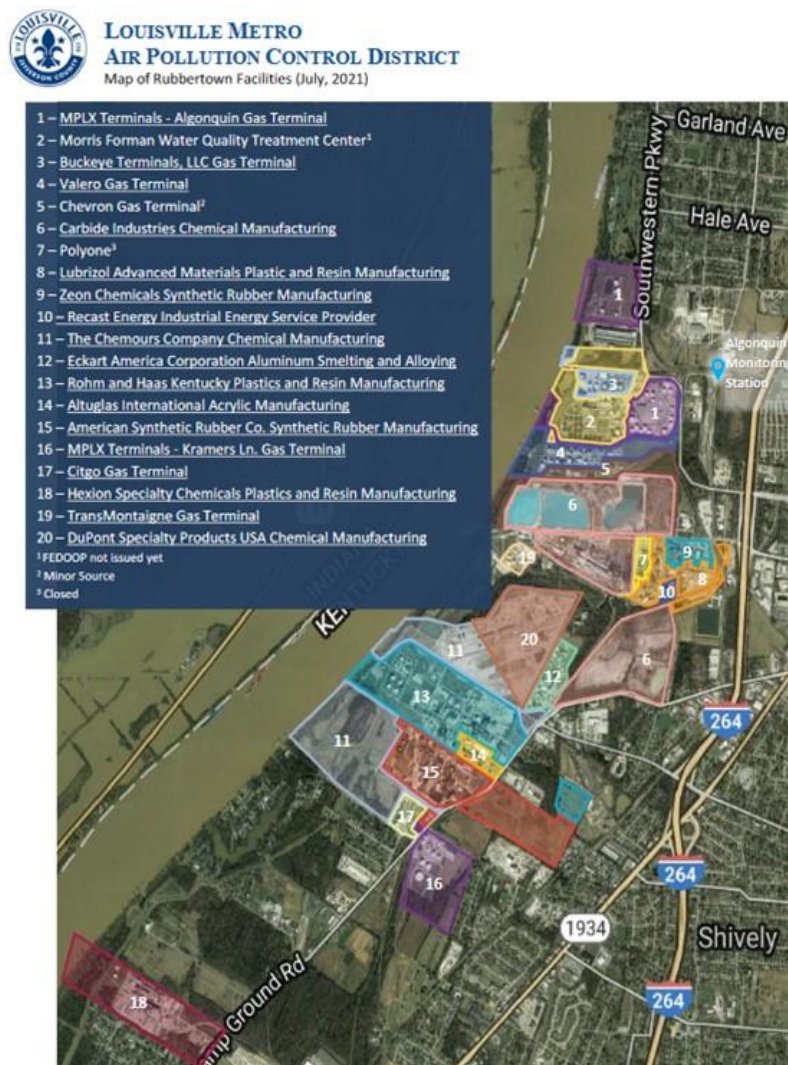 LOUISVILLE
JEFFERSON COUNTY
LOUISVILLE METRO
AIR POLLUTION CONTROL DISTRICT
Map of Rubbertown Facilities (July, 2021)
1 – MPLX Terminals - Algonquin Gas Terminal
2 – Morris Forman Water Quality Treatment Center¹
3 – Buckeye Terminals, LLC Gas Terminal
4 – Valero Gas Terminal
5 – Chevron Gas Terminal²
6 – Carbide Industries Chemical Manufacturing
7 – Polyone³
8 – Lubrizol Advanced Materials Plastic and Resin Manufacturing
9 – Zeon Chemicals Synthetic Rubber Manufacturing
10 – Recast Energy Industrial Energy Service Provider
11 – The Chemours Company Chemical Manufacturing
12 – Eckart America Corporation Aluminum Smelting and Alloying
13 – Rohm and Haas Kentucky Plastics and Resin Manufacturing
14 – Altuglas International Acrylic Manufacturing
15 – American Synthetic Rubber Co. Synthetic Rubber Manufacturing
16 – MPLX Terminals - Kramers Ln. Gas Terminal
17 – Citgo Gas Terminal
18 – Hexion Specialty Chemicals Plastics and Resin Manufacturing
19 – TransMontaigne Gas Terminal
20 – DuPont Specialty Products USA Chemical Manufacturing
¹ FEDOOP not issued yet
² Minor Source
³ Closed
Garland Ave
Southwestern Pkwy
Hale Ave
1
Algonquin
Monitoring
Station
3
1
2
4
5
6
INDIANA
KENTUCKY
19
7
9
8
10
KEN
11
20
12
6
13
264
11
14
15
17
16
264
1934
Shively
264
18
amp Ground Rd